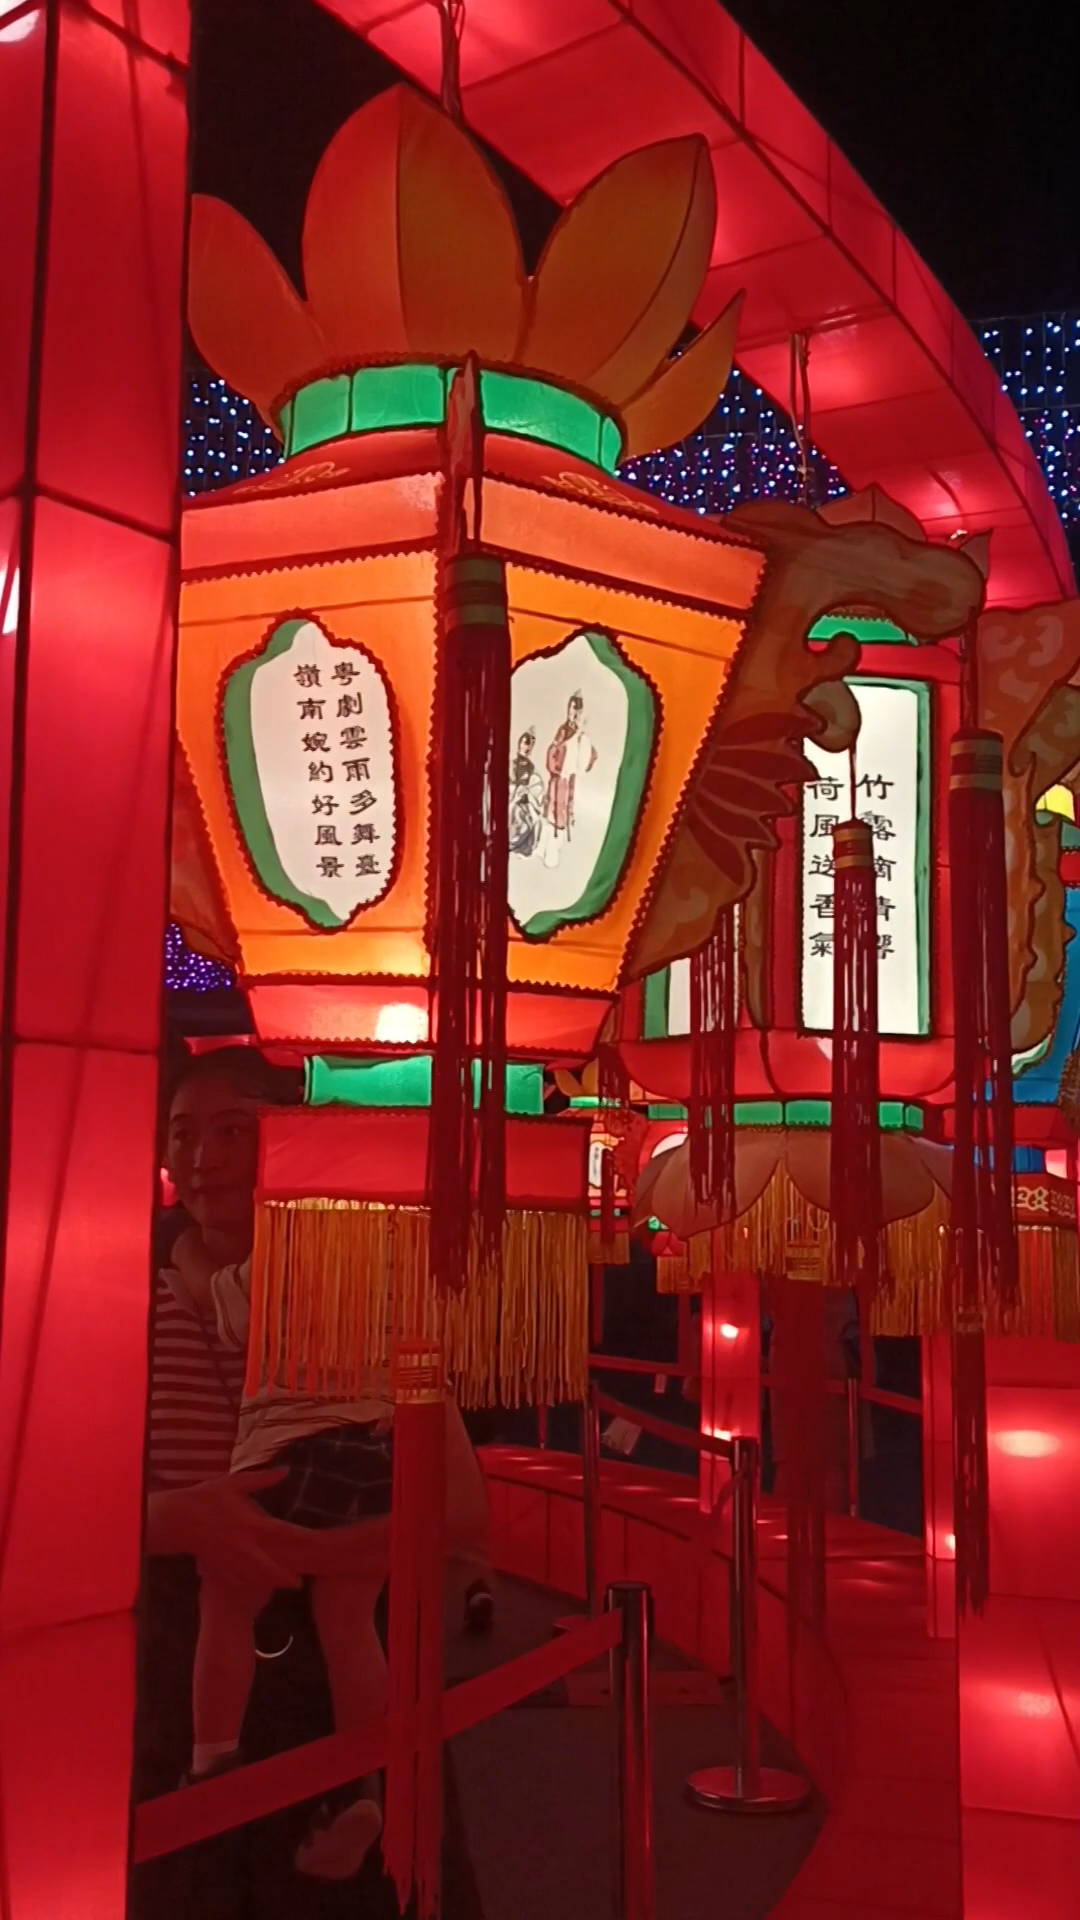 粵劇雲雨多舞臺
嶺南婉約好風景
竹露滴清響
荷風送香氣